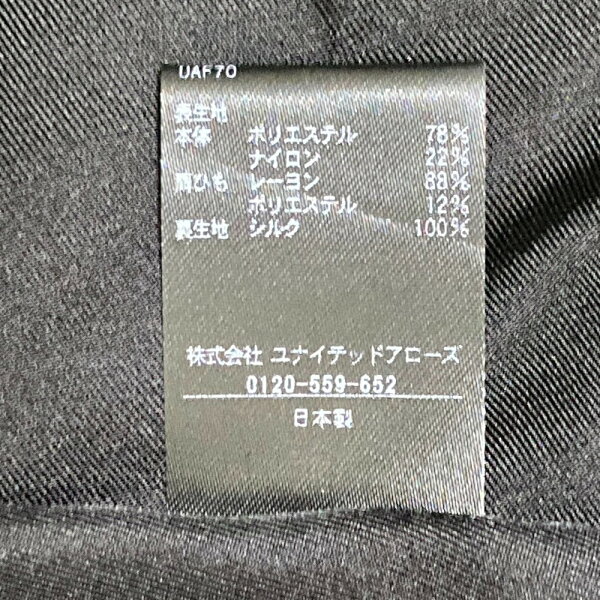 UAF70
表生地
本体 ポリエステル 78%
ナイロン 22%
肩ひも レーヨン 88%
ポリエステル 12%
裏生地 シルク 100%
株式会社 ユナイテッドアローズ
0120-559-652
日本製